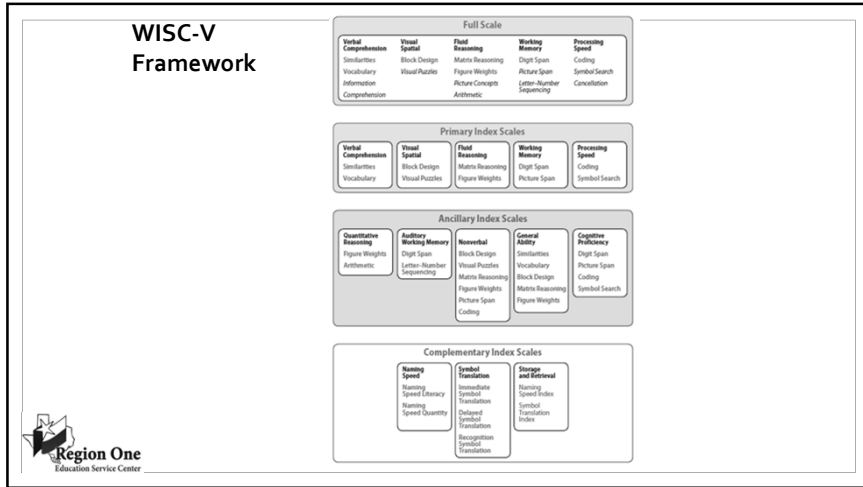 WISC-V
Framework
Full Scale
Verbal
Comprehension
Similarities
Vocabulary
Information
Comprehension
Visual
Spatial
Block Design
Visual Puzzles
Fluid
Reasoning
Matrix Reasoning
Figure Weights
Picture Concepts
Arithmetic
Working
Memory
Digit Span
Picture Span
Letter–Number
Sequencing
Processing
Speed
Coding
Symbol Search
Cancellation
Primary Index Scales
Verbal
Comprehension
Similarities
Vocabulary
Visual
Spatial
Block Design
Visual Puzzles
Fluid
Reasoning
Matrix Reasoning
Figure Weights
Working
Memory
Digit Span
Picture Span
Processing
Speed
Coding
Symbol Search
Ancillary Index Scales
Quantitative
Reasoning
Figure Weights
Arithmetic
Auditory
Working Memory
Digit Span
Letter–Number
Sequencing
Nonverbal
Block Design
Visual Puzzles
Matrix Reasoning
Figure Weights
Picture Span
Coding
General
Ability
Similarities
Vocabulary
Block Design
Matrix Reasoning
Figure Weights
Cognitive
Proficiency
Digit Span
Picture Span
Coding
Symbol Search
Complementary Index Scales
Naming
Speed
Naming
Speed Literacy
Naming
Speed Quantity
Symbol
Translation
Immediate
Symbol
Translation
Delayed
Symbol
Translation
Recognition
Symbol
Translation
Storage
and Retrieval
Naming
Speed Index
Symbol
Translation
Index
Region One
Education Service Center